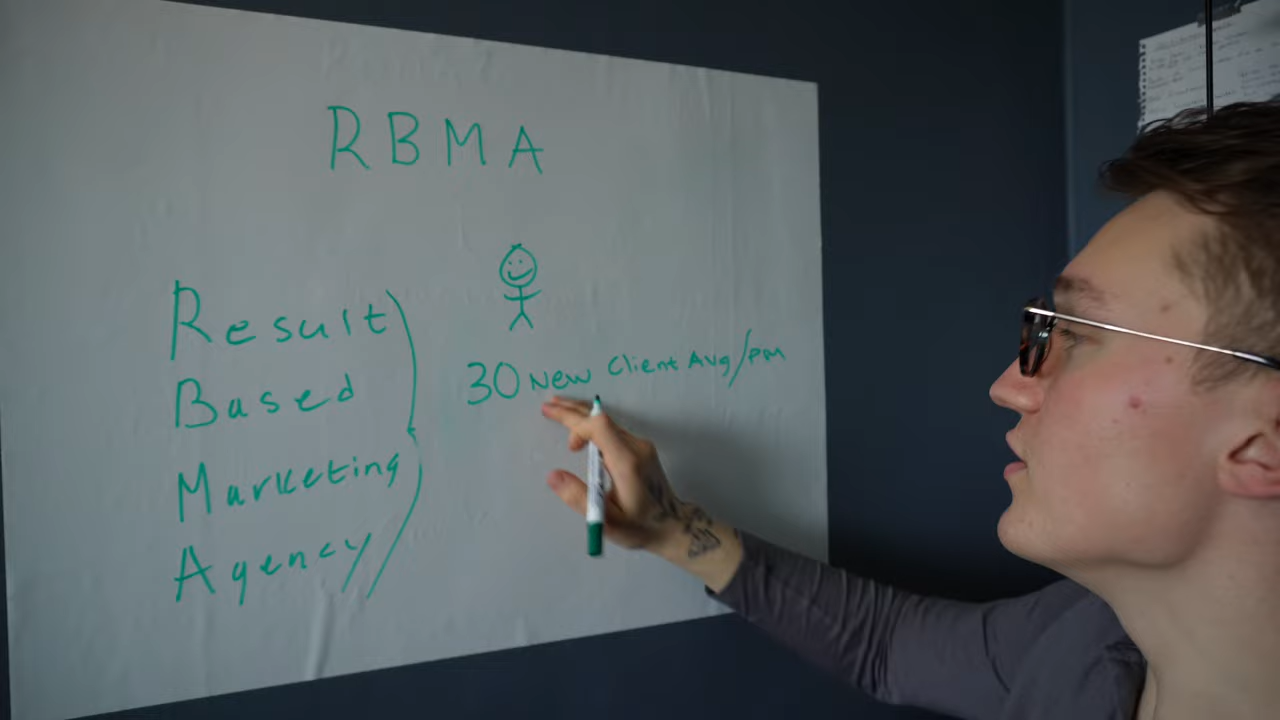 RBMA
Result
Based
Marketing
Agency
30 New Client Avg/PM